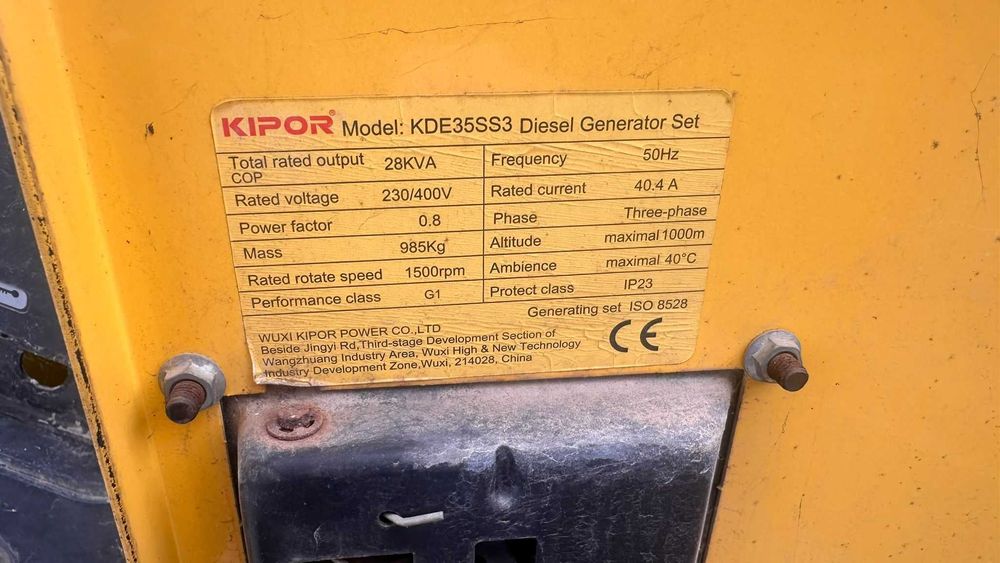 KIPOR® Model: KDE35SS3 Diesel Generator Set
Total rated output COP 28KVA
Frequency 50Hz
Rated voltage 230/400V
Rated current 40.4 A
Power factor 0.8
Phase Three-phase
Mass 985Kg
Altitude maximal 1000m
Rated rotate speed 1500rpm
Ambience maximal 40°C
Performance class G1
Protect class IP23
Generating set ISO 8528
WUXI KIPOR POWER CO.,LTD
Beside Jingyi Rd,Third-stage Development Section of
Wangzhuang Industry Area, Wuxi High & New Technology
Industry Development Zone,Wuxi, 214028, China
CE